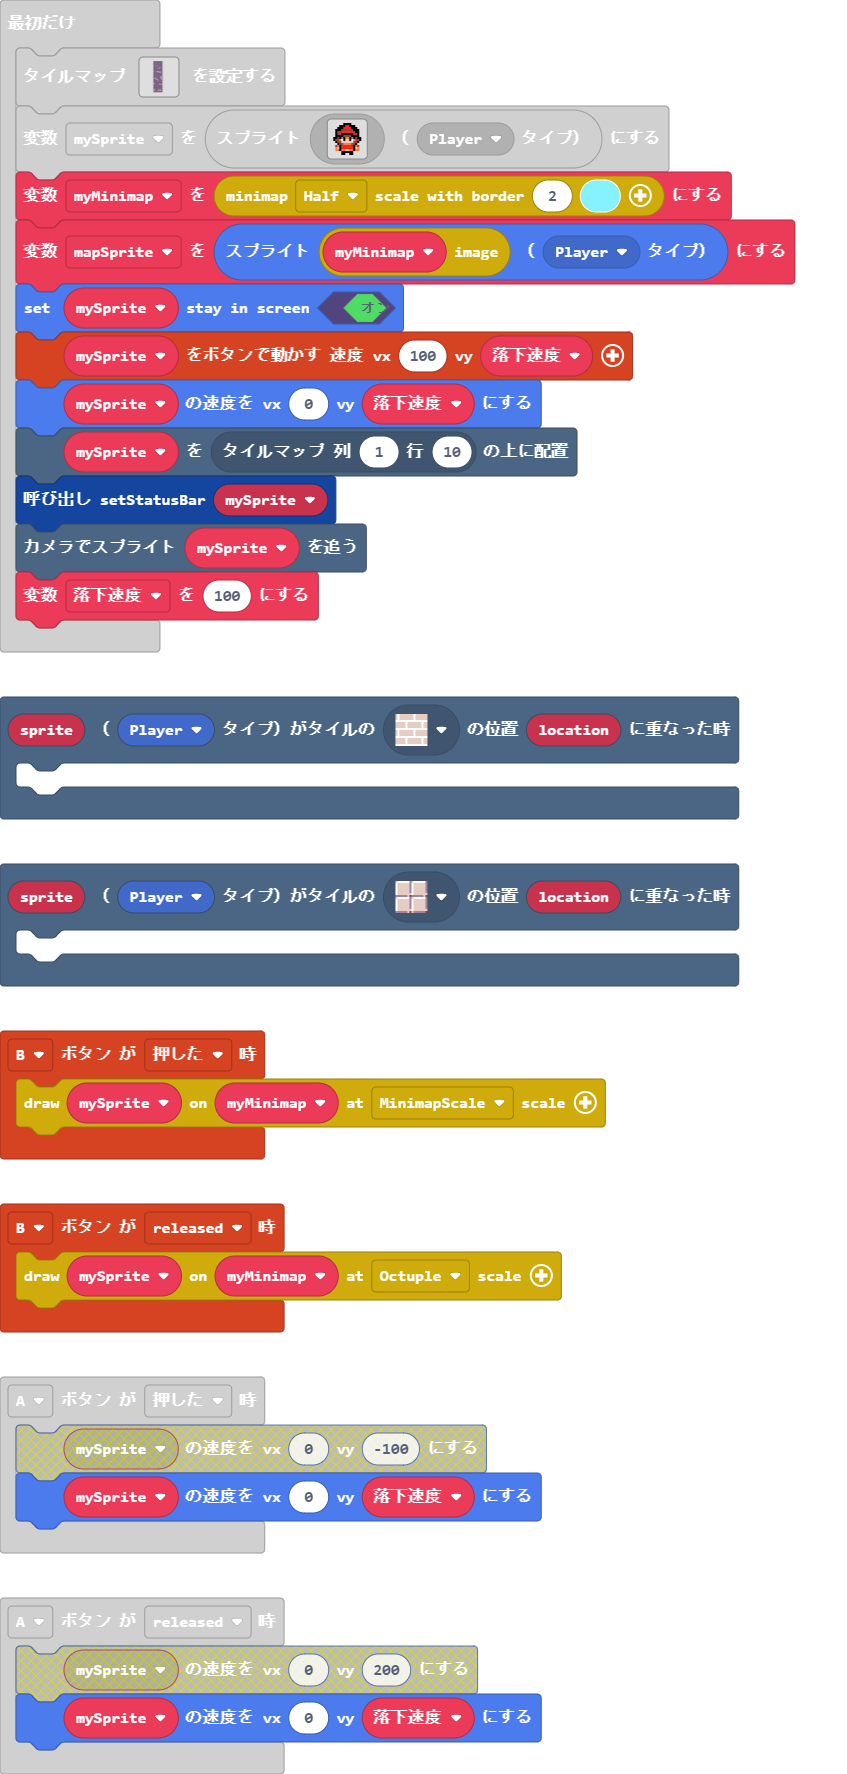 最初だけ
タイルマップ を設定する
変数 mySprite を スプライト ( Player タイプ) にする
変数 myMinimap を minimap Half scale with border 2 にする
変数 mapSprite を スプライト myMinimap image ( Player タイプ) にする
set mySprite stay in screen オン
mySprite をボタンで動かす 速度 vx 100 vy 落下速度
mySprite の速度を vx 0 vy 落下速度 にする
mySprite を タイルマップ 列 1 行 10 の上に配置
呼び出し setStatusBar mySprite
カメラでスプライト mySprite を追う
変数 落下速度 を 100 にする
sprite ( Player タイプ) がタイルの の位置 location に重なった時
sprite ( Player タイプ) がタイルの の位置 location に重なった時
B ボタン が 押した 時
draw mySprite on myMinimap at MinimapScale scale
B ボタン が released 時
draw mySprite on myMinimap at Octuple scale
A ボタン が 押した 時
mySprite の速度を vx 0 vy -100 にする
mySprite の速度を vx 0 vy 落下速度 にする
A ボタン が released 時
mySprite の速度を vx 0 vy 200 にする
mySprite の速度を vx 0 vy 落下速度 にする